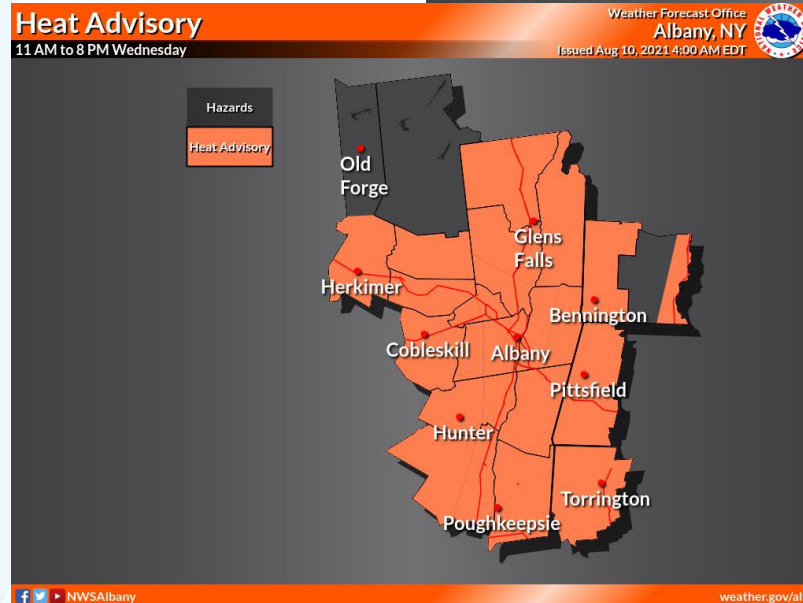 Heat Advisory
11 AM to 8 PM Wednesday
Weather Forecast Office
Albany, NY
Issued Aug 10, 2021 4:00 AM EDT
Hazards
Heat Advisory
Old
Forge
Glens
Falls
Herkimer
Bennington
Cobleskill
Albany
Pittsfield
Hunter
Torrington
Poughkeepsie
NWSAlbany
weather.gov/al